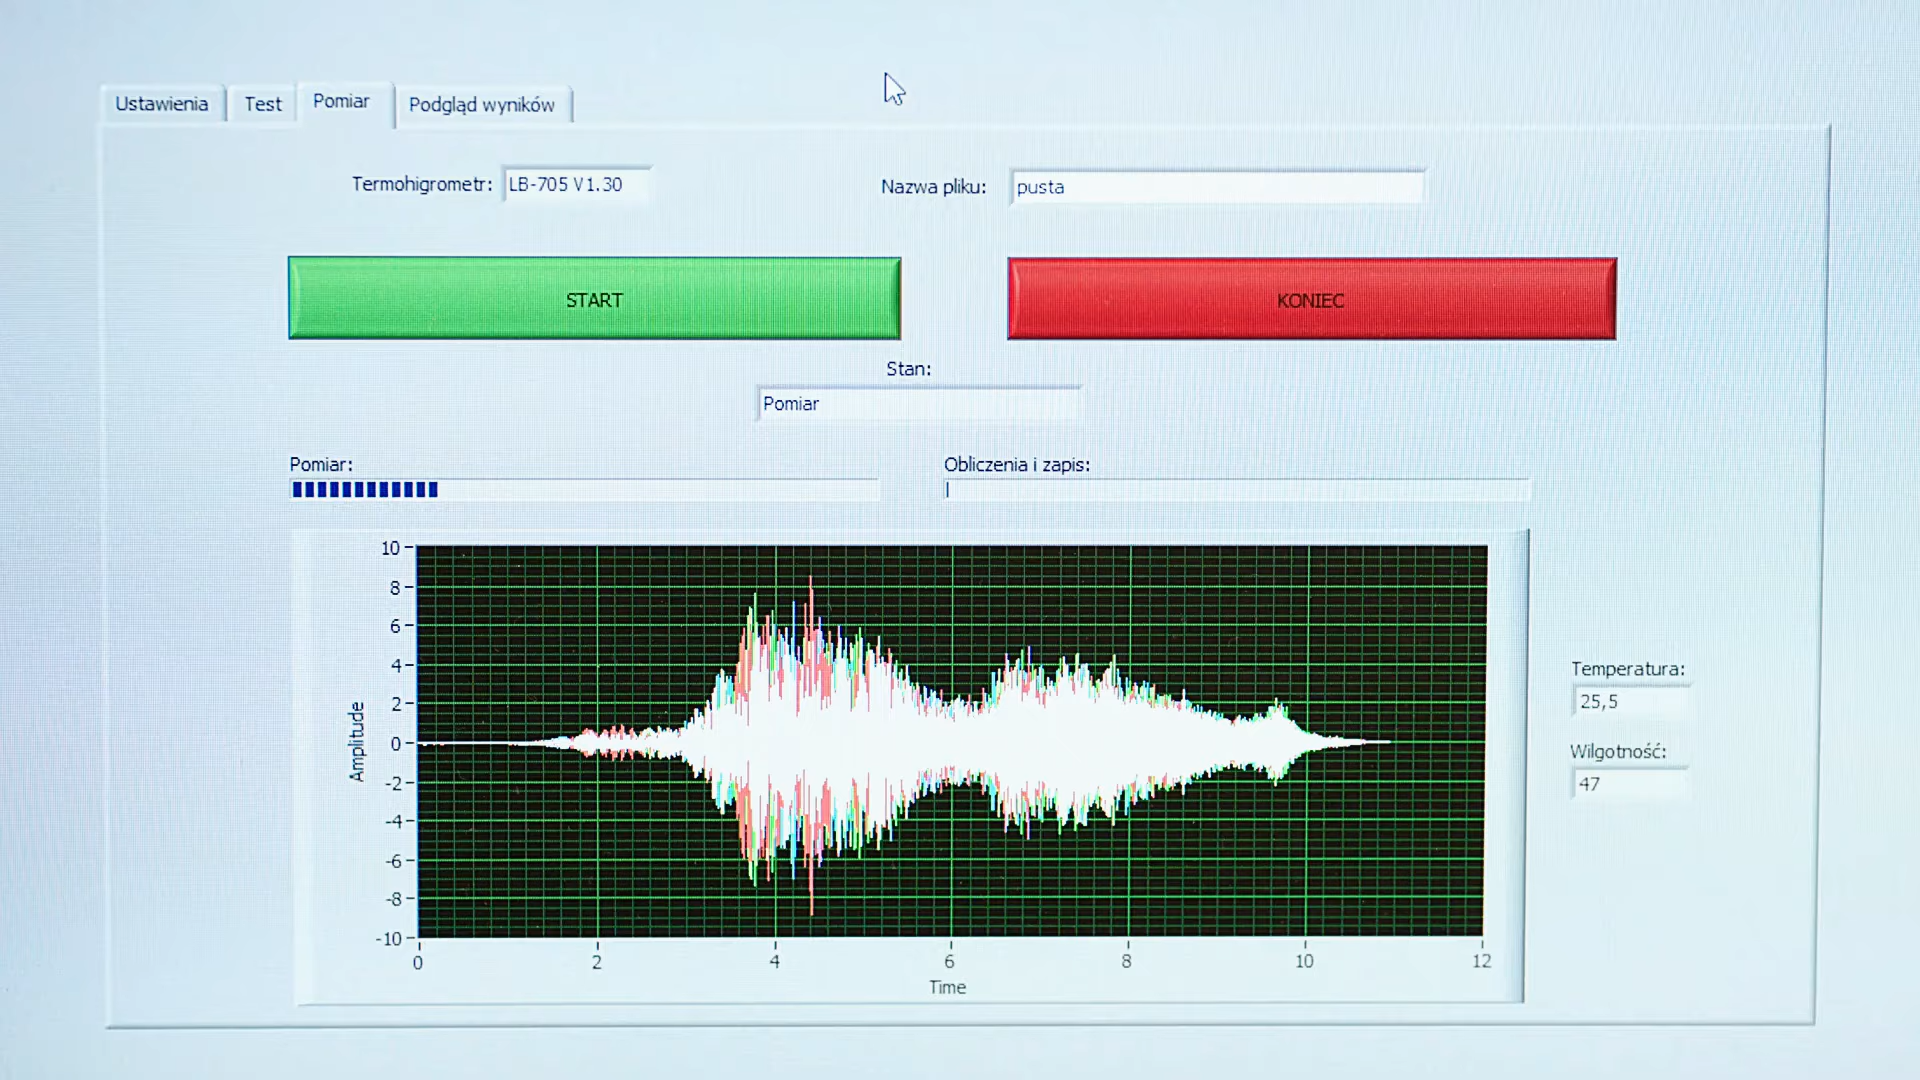 Ustawienia Test Pomiar Podgląd wyników
Termohigrometr: LB-705 V1.30 Nazwa pliku: pusta
START KONIEC
Stan:
Pomiar
Pomiar: Obliczenia i zapis:
10
8
6
4
2
0
-2
-4
-6
-8
-10
Amplitude
0 2 4 6 8 10 12
Time
Temperatura:
25,5
Wilgotność:
47